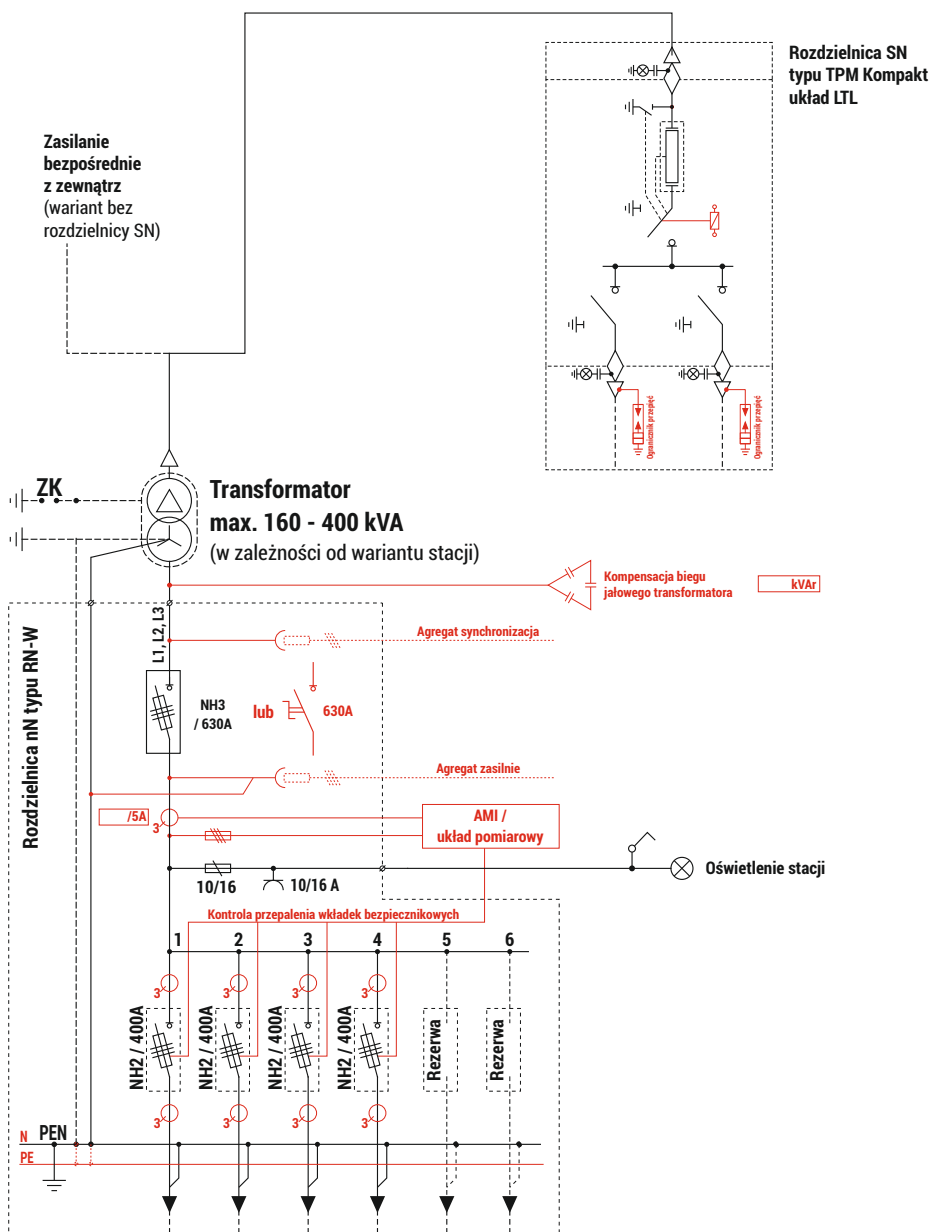 Rozdzielnica SN
typu TPM Kompakt
układ LTL
Zasilanie
bezpośrednie
z zewnątrz
(wariant bez
rozdzielnicy SN)
Ogranicznik przepięć
Ogranicznik przepięć
ZK
Transformator
max. 160 - 400 kVA
(w zależności od wariantu stacji)
Kompensacja biegu
jałowego transformatora
kVAr
Rozdzielnica nN typu RN-W
L1, L2, L3
Agregat synchronizacja
NH3
/ 630A
lub
630A
Agregat zasilnie
/5A
3
AMI /
układ pomiarowy
10/16
10/16 A
Oświetlenie stacji
Kontrola przepalenia wkładek bezpiecznikowych
1 2 3 4 5 6
3 3 3 3
NH2 / 400A
NH2 / 400A
NH2 / 400A
NH2 / 400A
Rezerwa
Rezerwa
3 3 3 3
N PEN
PE